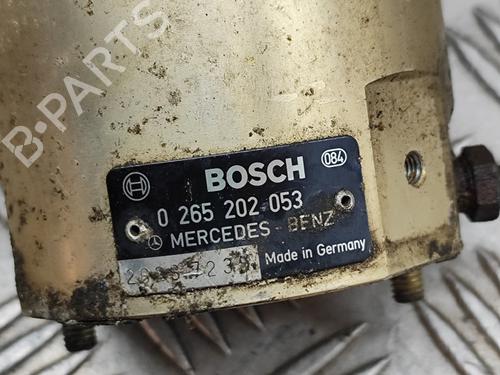 B-PARTS
BOSCH
084
0 265 202 053
MERCEDES-BENZ
Made in Germany